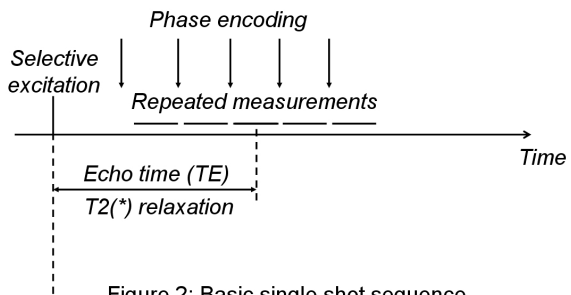 Phase encoding
Selective
excitation
Repeated measurements
Time
Echo time (TE)
T2(*) relaxation
Figure 2: Basic single shot sequence